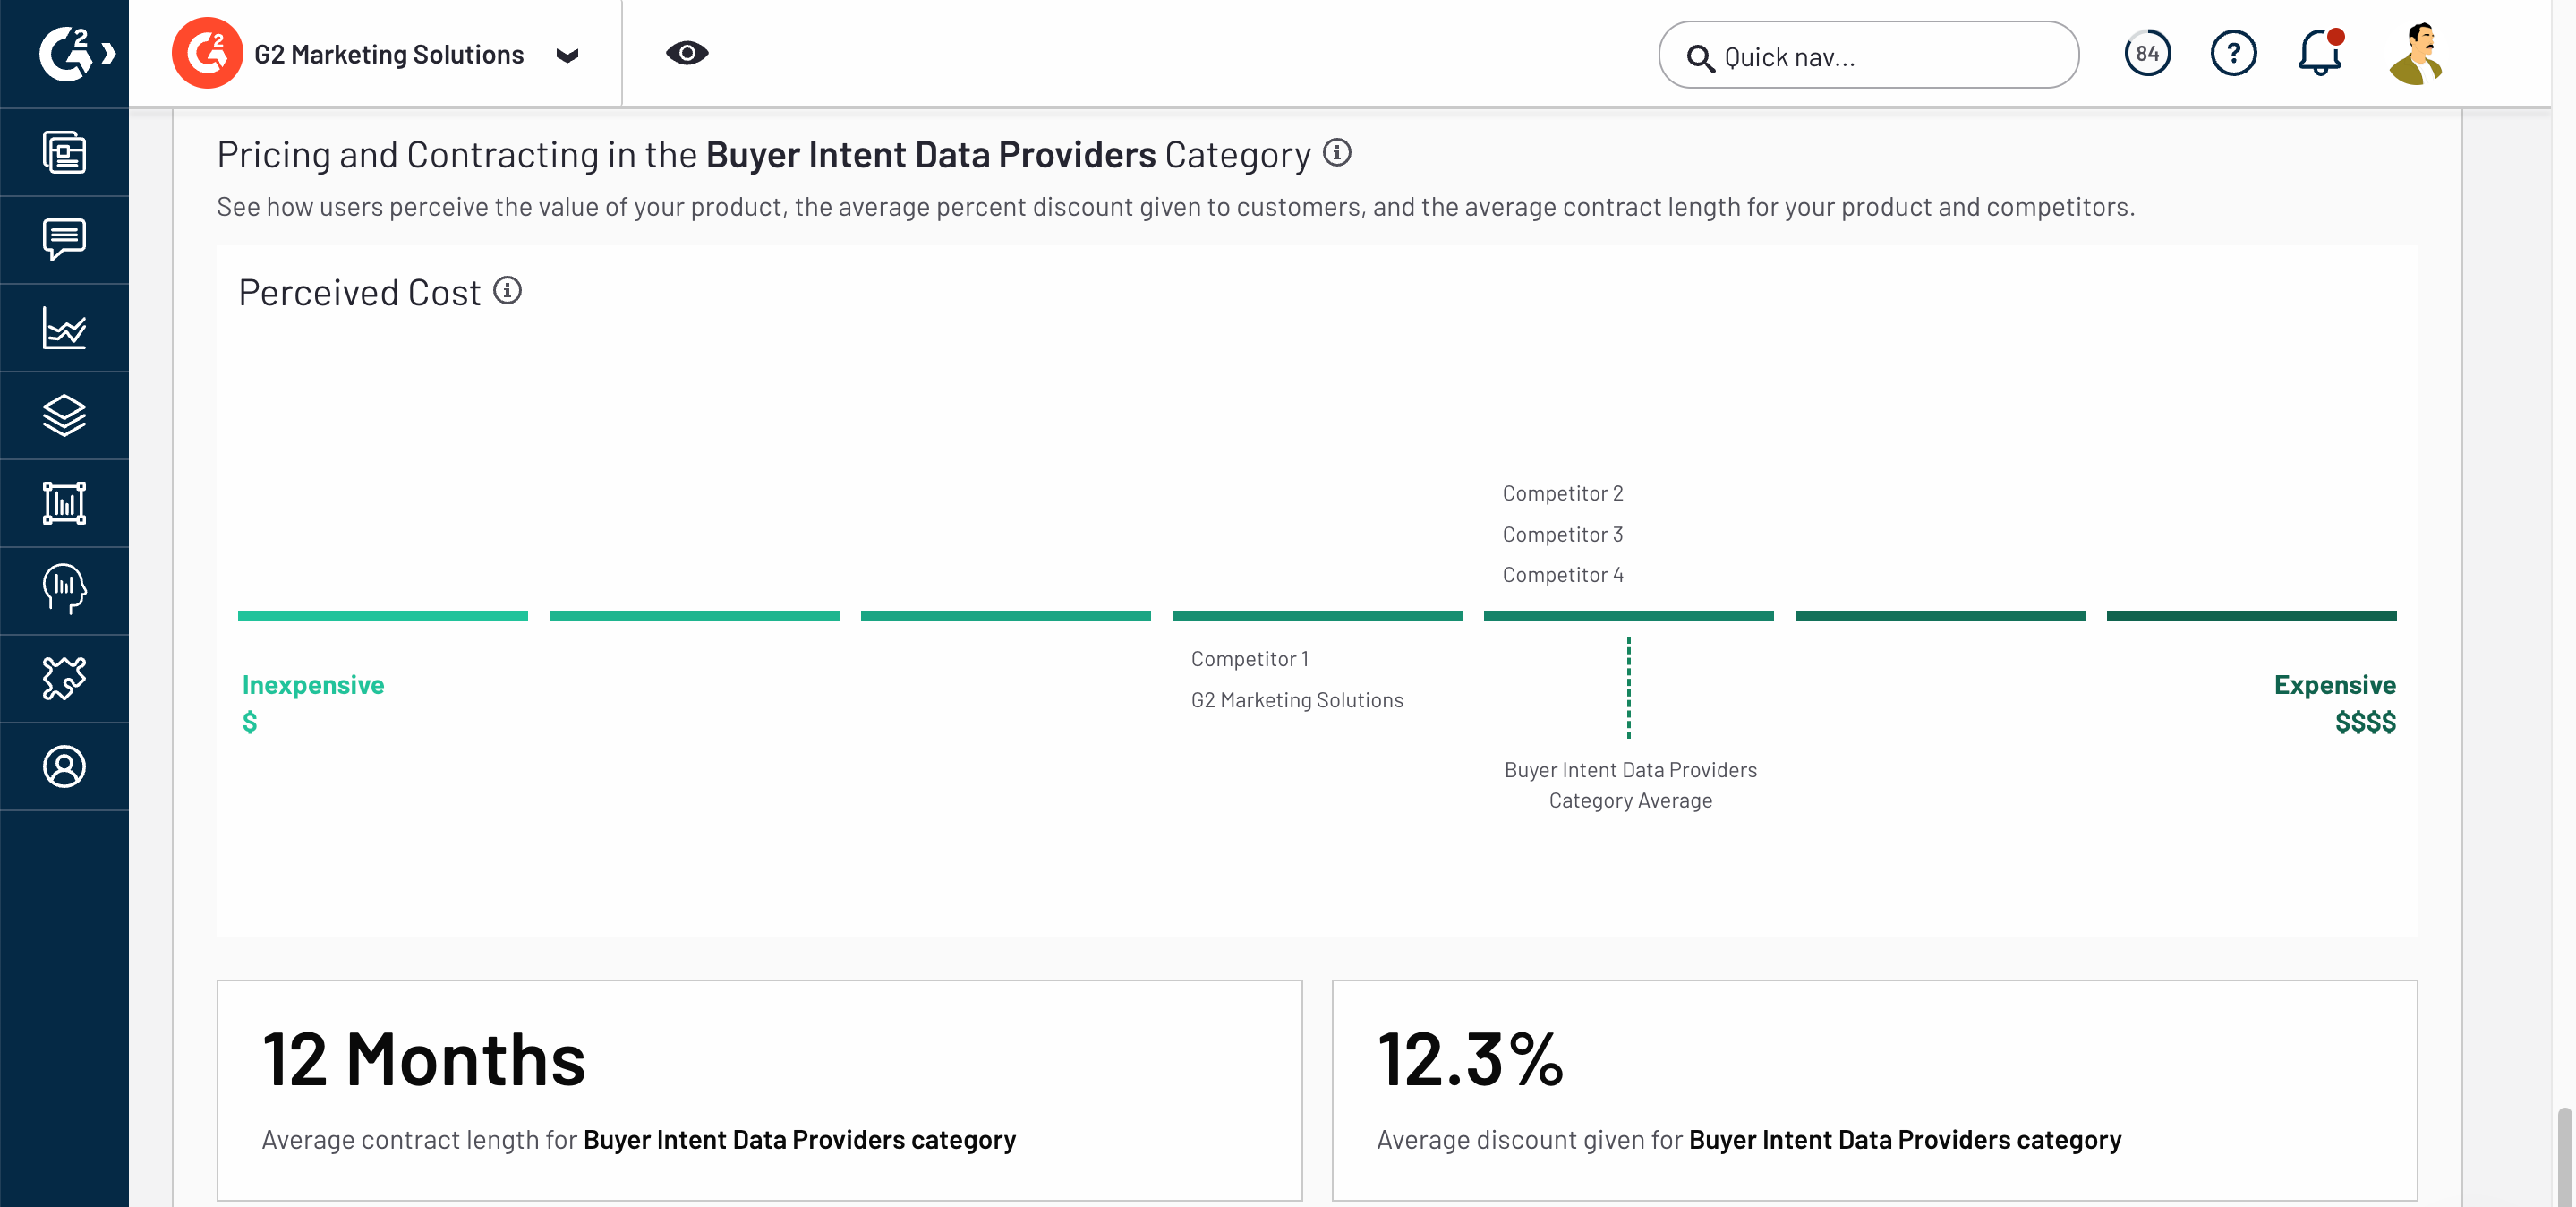 G2 Marketing Solutions
Quick nav...
84
?
Pricing and Contracting in the Buyer Intent Data Providers Category
See how users perceive the value of your product, the average percent discount given to customers, and the average contract length for your product and competitors.
Perceived Cost
Competitor 2
Competitor 3
Competitor 4
Competitor 1
G2 Marketing Solutions
Inexpensive
$
Expensive
$$$$
Buyer Intent Data Providers
Category Average
12 Months
Average contract length for Buyer Intent Data Providers category
12.3%
Average discount given for Buyer Intent Data Providers category